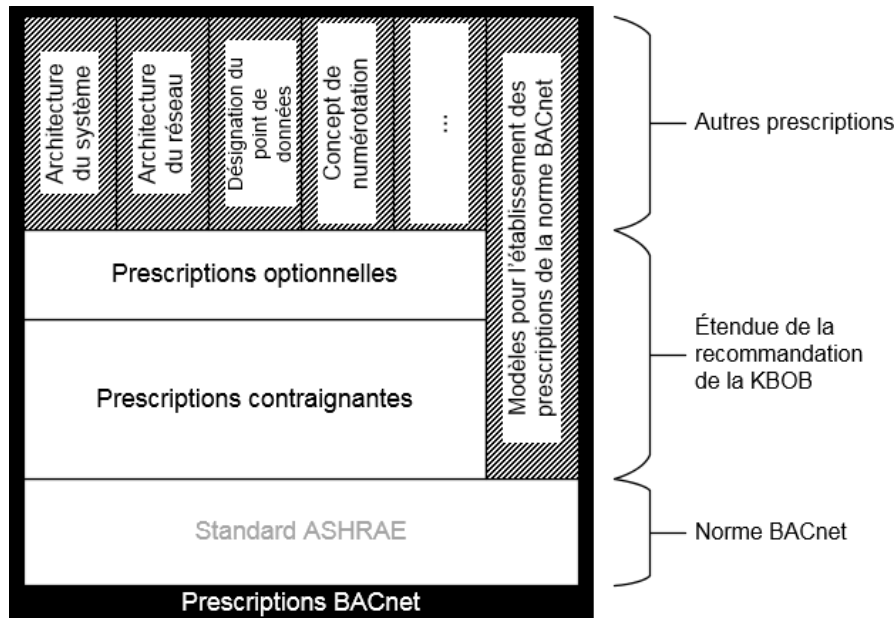 Architecture
du système
Architecture
du réseau
Désignation du
point de
données
Concept de
numérotation
...
Modèles pour l'établissement des
prescriptions de la norme BACnet
Autres prescriptions
Prescriptions optionnelles
Prescriptions contraignantes
Étendue de la
recommandation
de la KBOB
Standard ASHRAE
Norme BACnet
Prescriptions BACnet